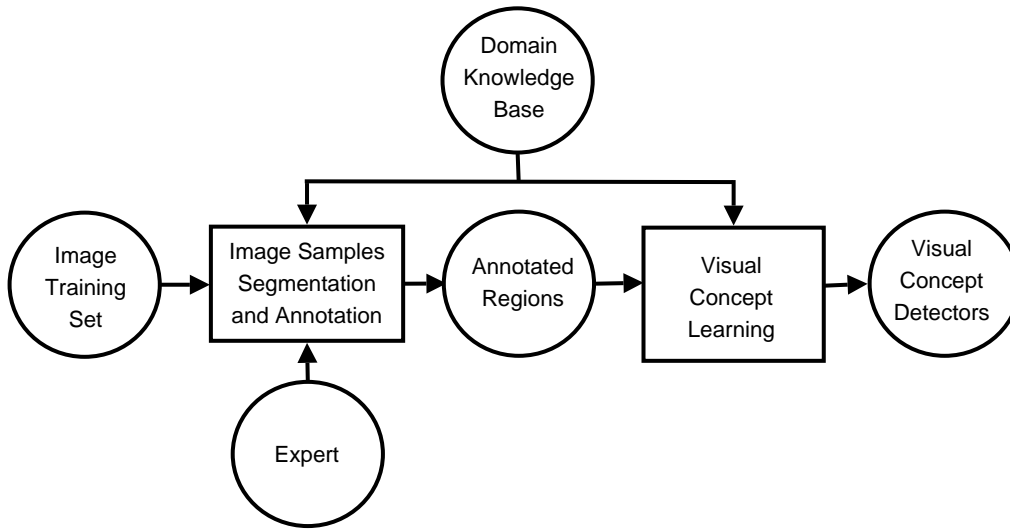 Domain
Knowledge
Base
Image
Training
Set
Image Samples
Segmentation
and Annotation
Annotated
Regions
Visual
Concept
Learning
Visual
Concept
Detectors
Expert